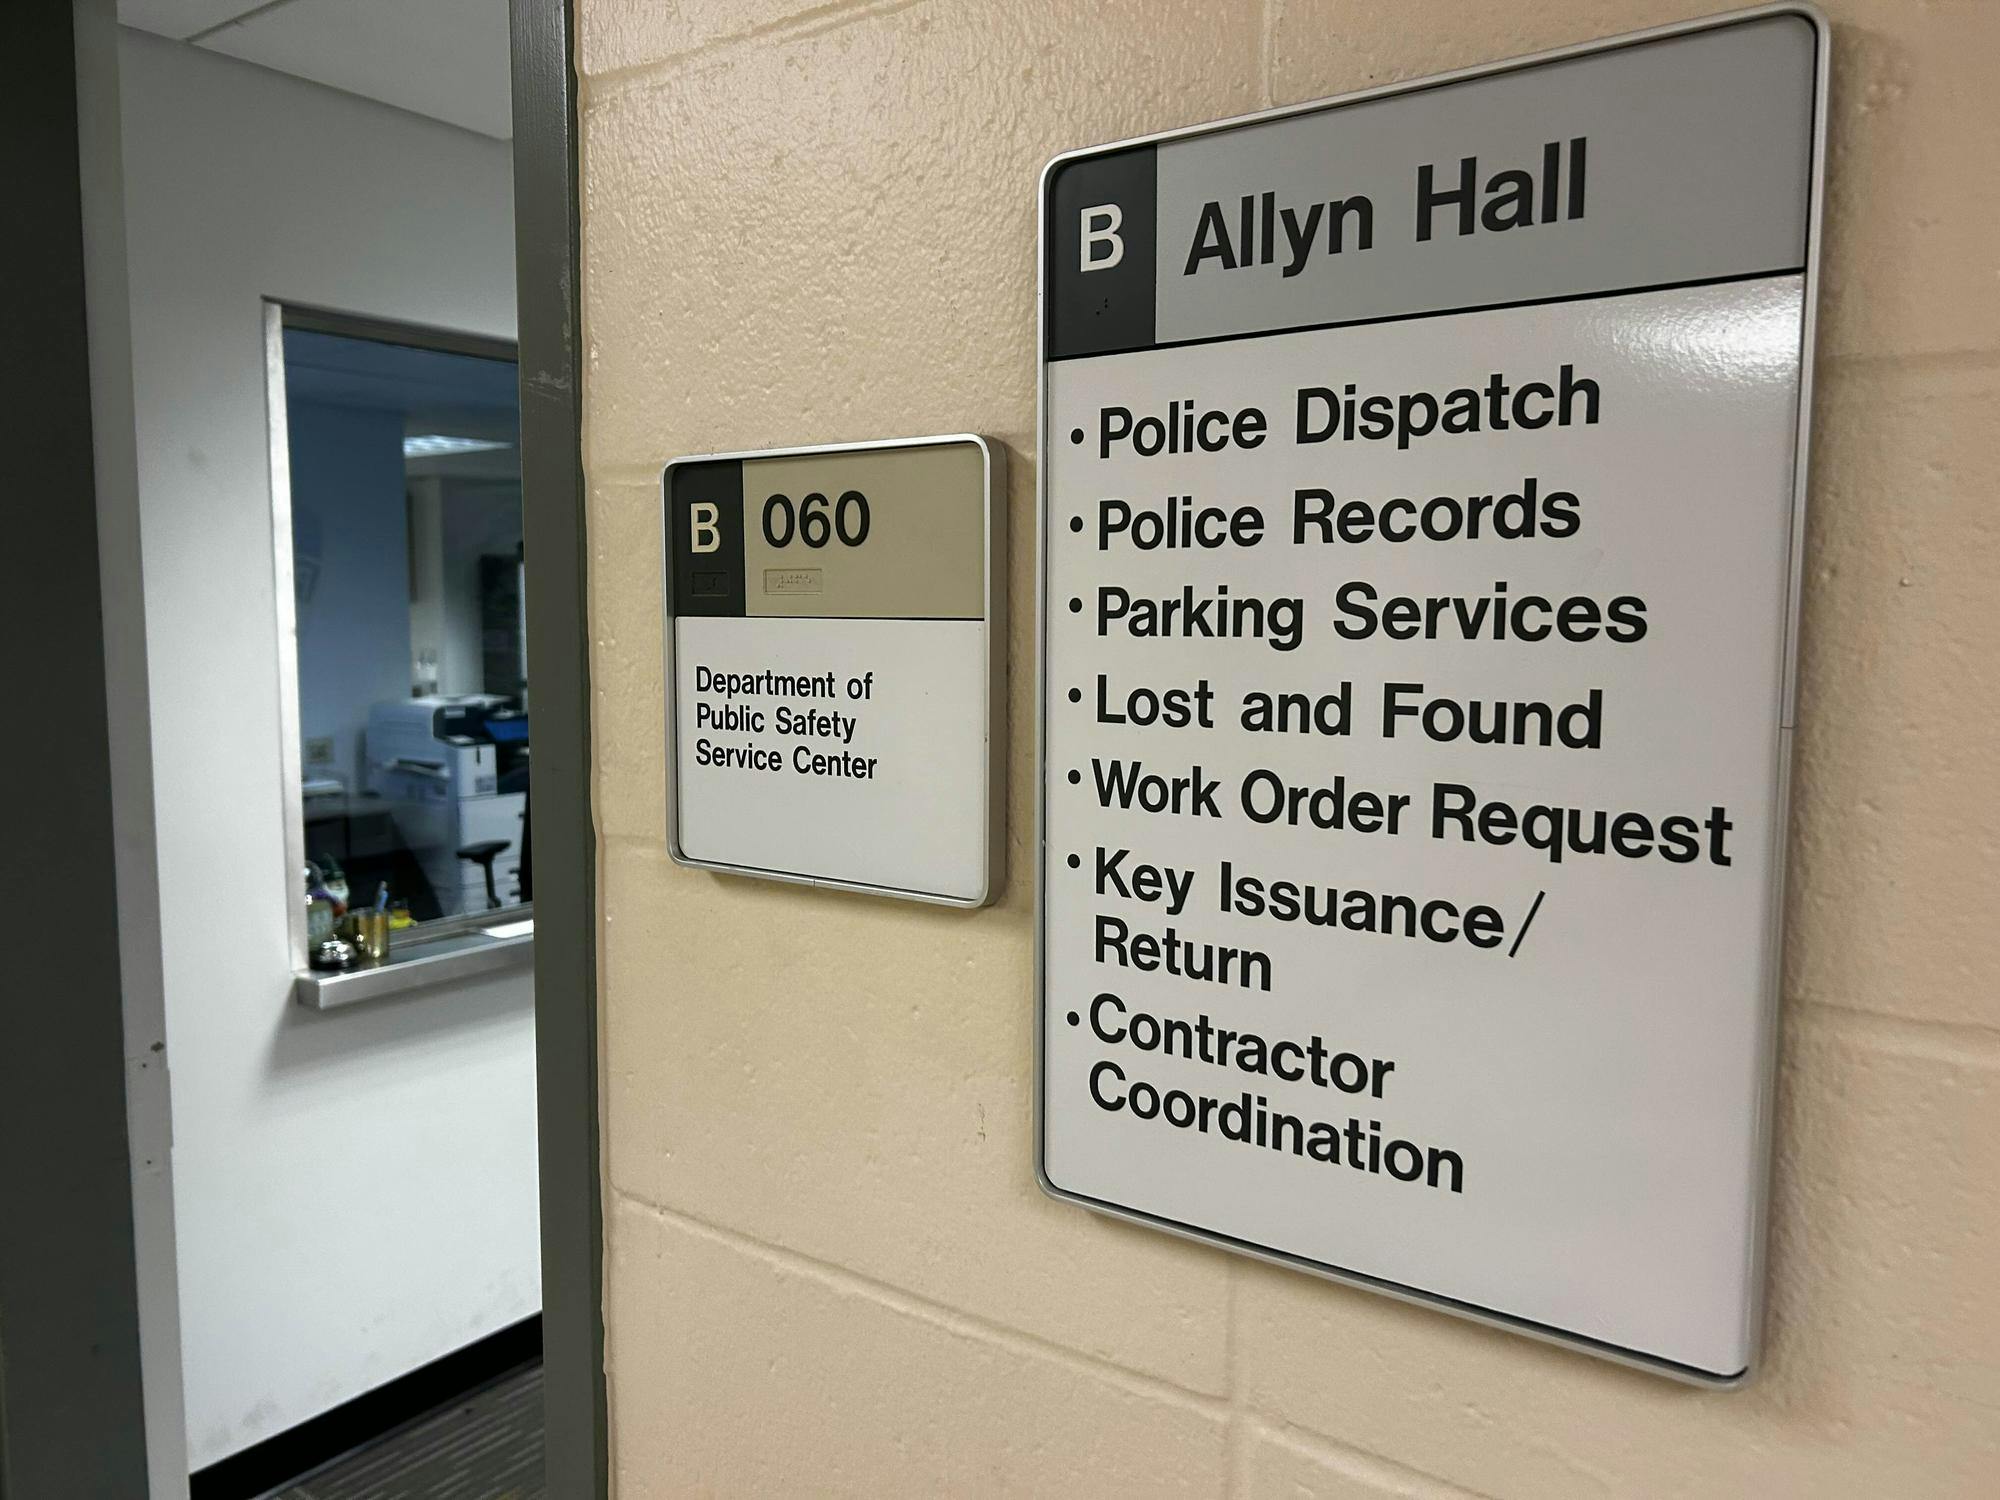 B 060
Department of
Public Safety
Service Center
B Allyn Hall
• Police Dispatch
• Police Records
• Parking Services
• Lost and Found
• Work Order Request
• Key Issuance/
Return
• Contractor
Coordination